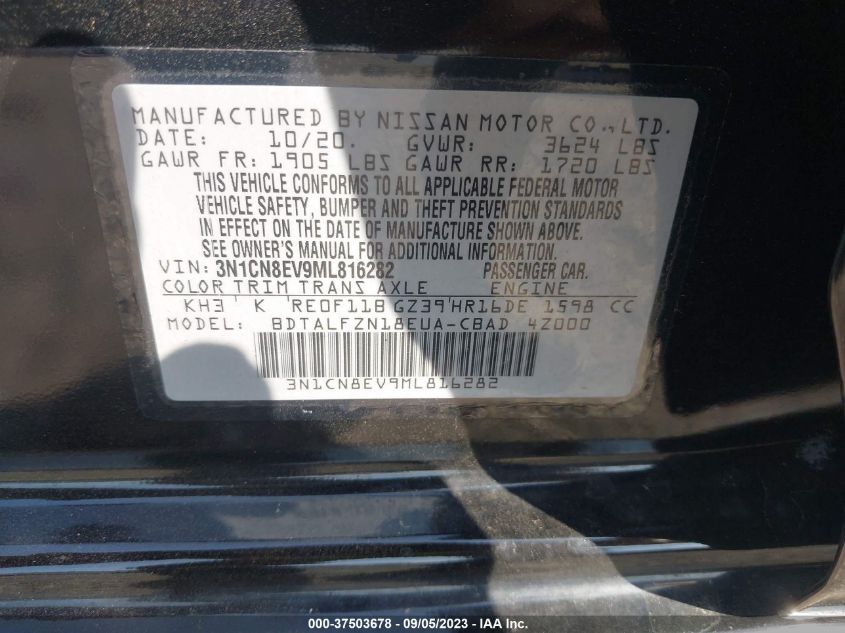 MANUFACTURED BY NISSAN MOTOR CO., LTD.
DATE: 10/20. GVWR: 3624 LBS
GAWR FR: 1905 LBS GAWR RR: 1720 LBS
THIS VEHICLE CONFORMS TO ALL APPLICABLE FEDERAL MOTOR
VEHICLE SAFETY, BUMPER AND THEFT PREVENTION STANDARDS
IN EFFECT ON THE DATE OF MANUFACTURE SHOWN ABOVE.
SEE OWNER'S MANUAL FOR ADDITIONAL INFORMATION
VIN: 3N1CN8EV9ML816282 PASSENGER CAR.
COLOR TRIM TRANS AXLE ENGINE
KH3 ' K 'RE0F11B GZ39'HR16DE 1598 CC
MODEL: BDTALFZN18EUA-CBAD 4Z000
3N1CN8EV9ML816282
000-37503678 - 09/05/2023 - IAA Inc.